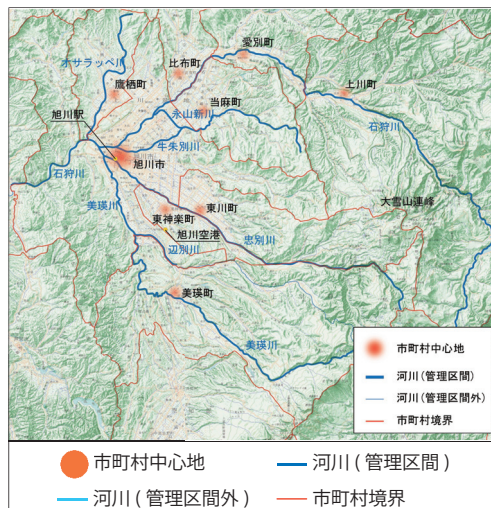 オサラッペ川
愛別町
比布町
鷹栖町
上川町
当麻町
永山新川
石狩川
旭川駅
牛朱別川
旭川市
石狩川
美瑛川
大雪山連峰
東川町
東神楽町
忠別川
旭川空港
辺別川
美瑛町
美瑛川
市町村中心地
河川(管理区間)
河川(管理区間外)
市町村境界
市町村中心地
河川(管理区間)
河川(管理区間外)
市町村境界